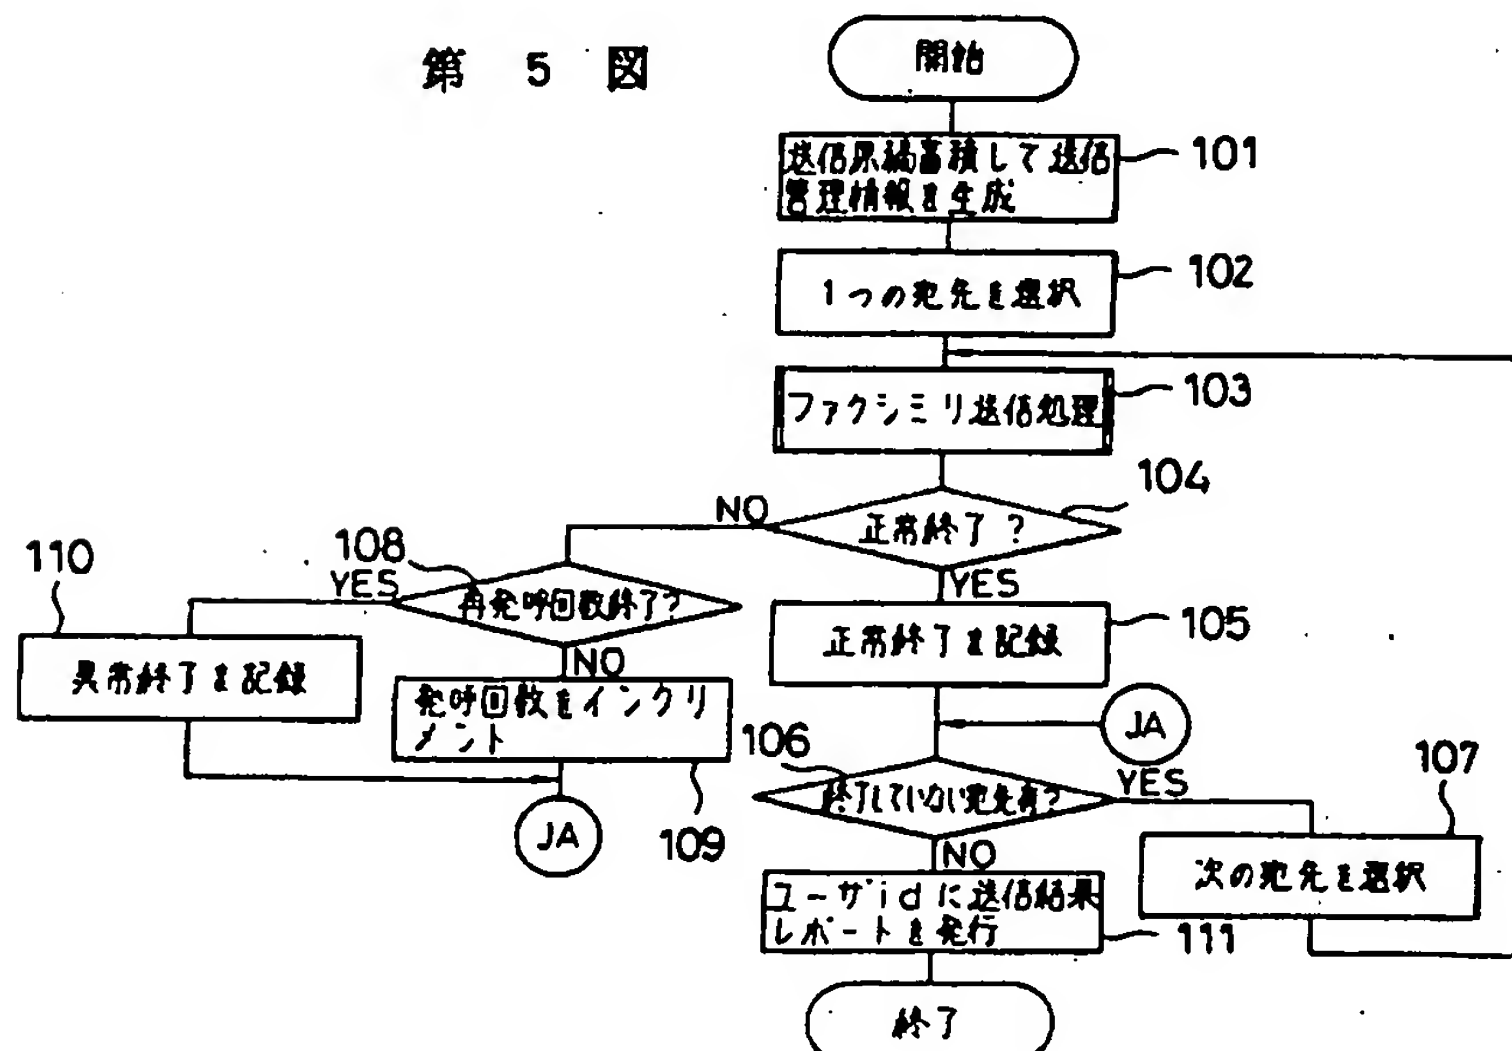 第 5 図
開始
送信原稿蓄積して送信
管理情報を生成
101
1つの宛先を選択
102
ファクシミリ送信処理
103
正常終了?
104
NO
YES
再発呼回数終了?
108
YES
NO
異常終了を記録
110
発呼回数をインクリ
メント
109
JA
正常終了を記録
105
JA
終了していない宛先有?
106
YES
NO
次の宛先を選択
107
ユーザidに送信結果
レポートを発行
111
終了